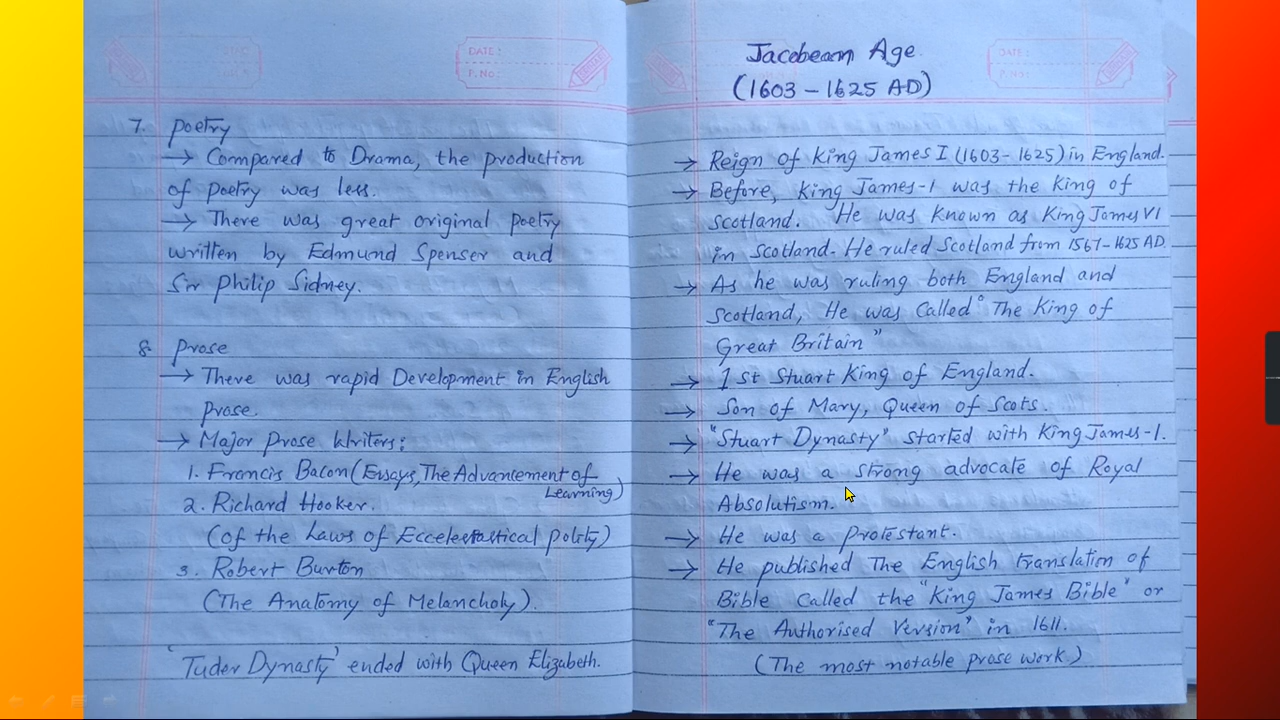 DATE :
P. NO :
7. Poetry
→ Compared to Drama, the production
of poetry was less.
→ There was great original poetry
written by Edmund Spenser and
Sir Philip Sidney.
8. Prose
→ There was rapid Development in English
Prose.
→ Major Prose Writers:
1. Francis Bacon (Essays, The Advancement of
Learning)
2. Richard Hooker.
(Of the Laws of Eccelestastical polity)
3. Robert Burton
(The Anatomy of Melancholy).
'Tudor Dynasty' ended with Queen Elizabeth.
DATE :
P. NO :
Jacobean Age.
(1603 – 1625 AD)
→ Reign of King James I (1603 – 1625) in England.
→ Before, King James-1 was the King of
Scotland. He was known as King James VI
in Scotland. He ruled Scotland from 1567–1625 AD.
→ As he was ruling both England and
Scotland, He was Called "The King of
Great Britain"
→ 1st Stuart King of England.
→ Son of Mary, Queen of Scots.
→ "Stuart Dynasty" started with King James-1.
→ He was a strong advocate of Royal
Absolutism.
→ He was a Protestant.
→ He published The English translation of
Bible Called the "King James Bible" or
"The Authorised Version" in 1611.
(The most notable prose work)